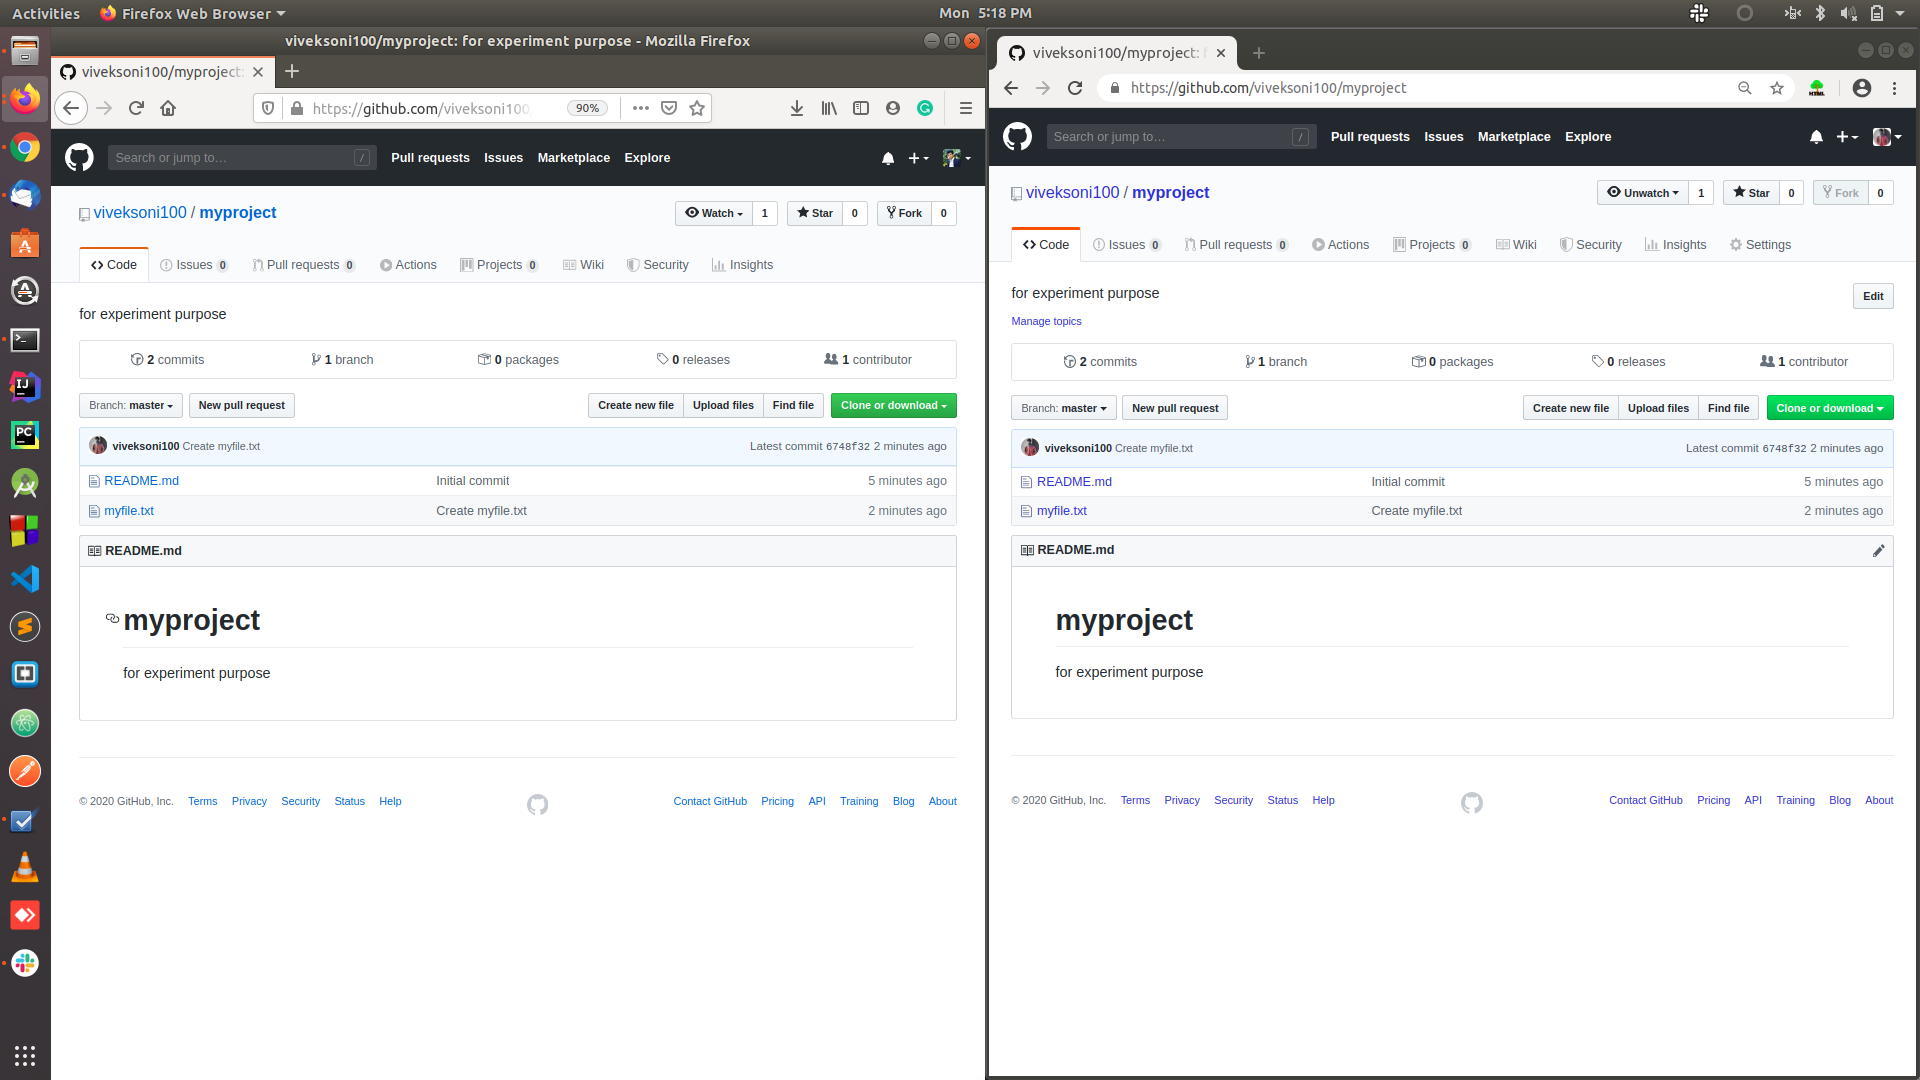 Activities Firefox Web Browser Mon 5:18 PM
viveksoni100/myproject: for experiment purpose - Mozilla Firefox
viveksoni100/myproject:
https://github.com/viveksoni100 90%
Search or jump to… / Pull requests Issues Marketplace Explore
viveksoni100 / myproject Watch 1 Star 0 Fork 0
Code Issues 0 Pull requests 0 Actions Projects 0 Wiki Security Insights
for experiment purpose
2 commits 1 branch 0 packages 0 releases 1 contributor
Branch: master New pull request Create new file Upload files Find file Clone or download
viveksoni100 Create myfile.txt Latest commit 6748f32 2 minutes ago
README.md Initial commit 5 minutes ago
myfile.txt Create myfile.txt 2 minutes ago
README.md
myproject
for experiment purpose
© 2020 GitHub, Inc. Terms Privacy Security Status Help Contact GitHub Pricing API Training Blog About
viveksoni100/myproject: f
https://github.com/viveksoni100/myproject HTML
Search or jump to… / Pull requests Issues Marketplace Explore
viveksoni100 / myproject Unwatch 1 Star 0 Fork 0
Code Issues 0 Pull requests 0 Actions Projects 0 Wiki Security Insights Settings
for experiment purpose Edit
Manage topics
2 commits 1 branch 0 packages 0 releases 1 contributor
Branch: master New pull request Create new file Upload files Find file Clone or download
viveksoni100 Create myfile.txt Latest commit 6748f32 2 minutes ago
README.md Initial commit 5 minutes ago
myfile.txt Create myfile.txt 2 minutes ago
README.md
myproject
for experiment purpose
© 2020 GitHub, Inc. Terms Privacy Security Status Help Contact GitHub Pricing API Training Blog About
IJ
PC